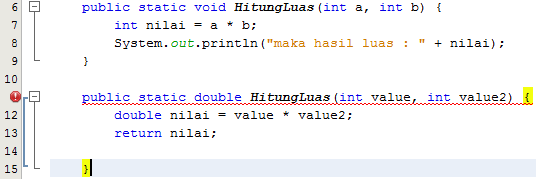 6 public static void HitungLuas(int a, int b) {
7 int nilai = a * b;
8 System.out.println("maka hasil luas : " + nilai);
9 }
10
public static double HitungLuas(int value, int value2) {
12 double nilai = value * value2;
13 return nilai;
14
15 }